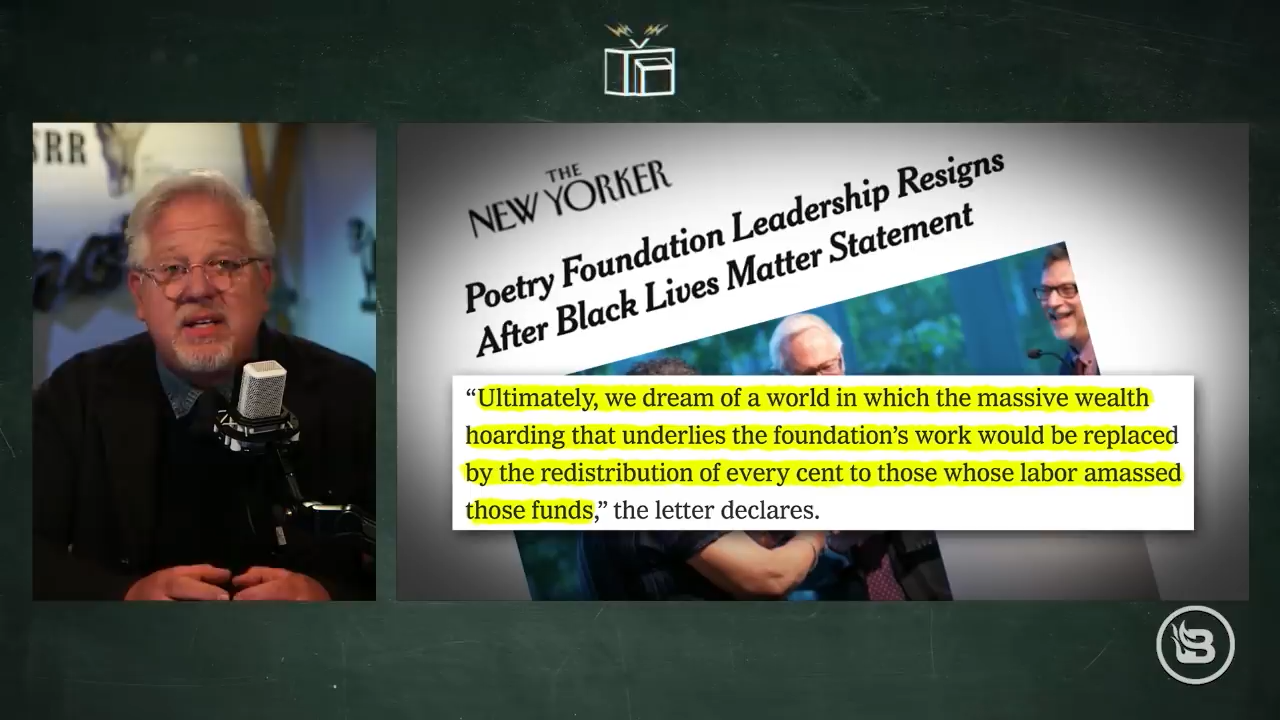 SRR
THE
NEW YORKER
Poetry Foundation Leadership Resigns
After Black Lives Matter Statement
“Ultimately, we dream of a world in which the massive wealth
hoarding that underlies the foundation’s work would be replaced
by the redistribution of every cent to those whose labor amassed
those funds,” the letter declares.
B